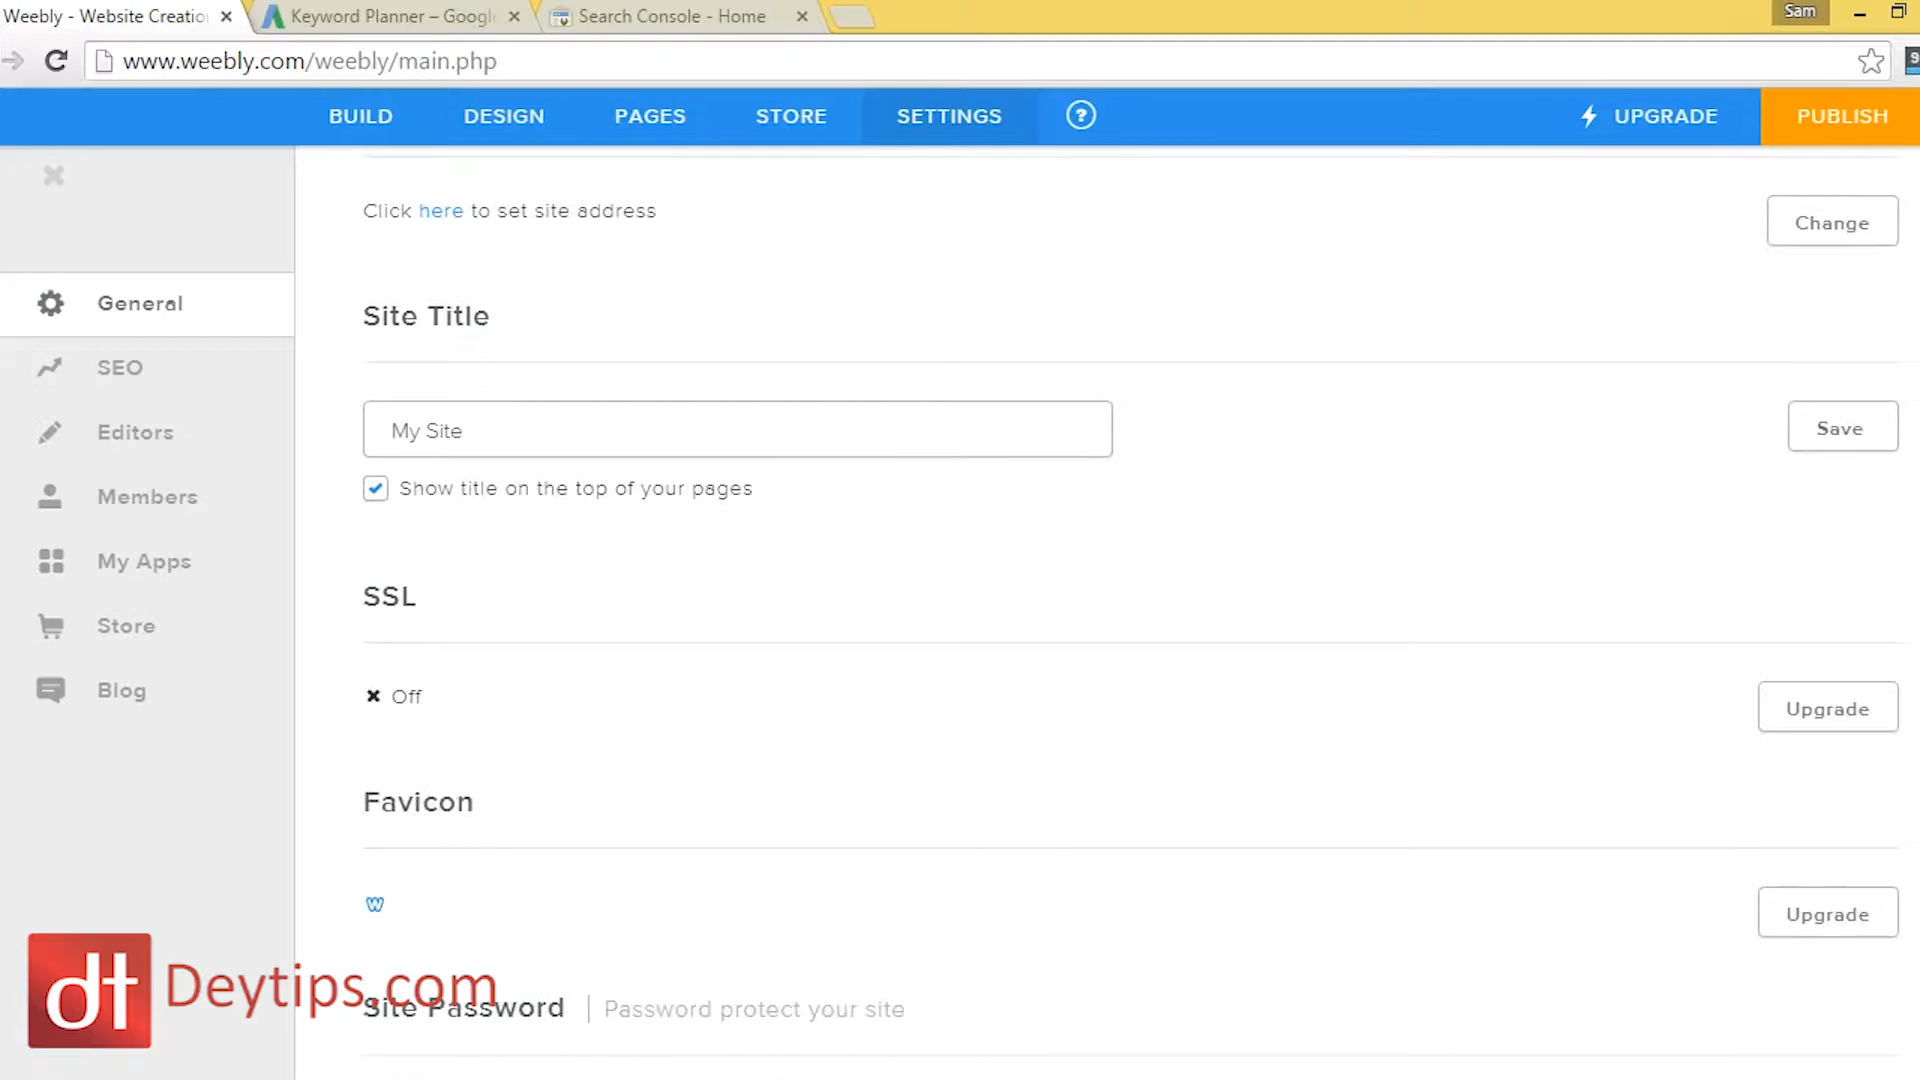 Weebly - Website Creatio
Keyword Planner – Googl
Search Console - Home
Sam
www.weebly.com/weebly/main.php
9
BUILD
DESIGN
PAGES
STORE
SETTINGS
?
UPGRADE
PUBLISH
Click here to set site address
Change
General
Site Title
SEO
My Site
Save
Editors
Show title on the top of your pages
Members
My Apps
SSL
Store
Off
Upgrade
Blog
Favicon
W
Upgrade
dt Deytips.com
Site Password
Password protect your site